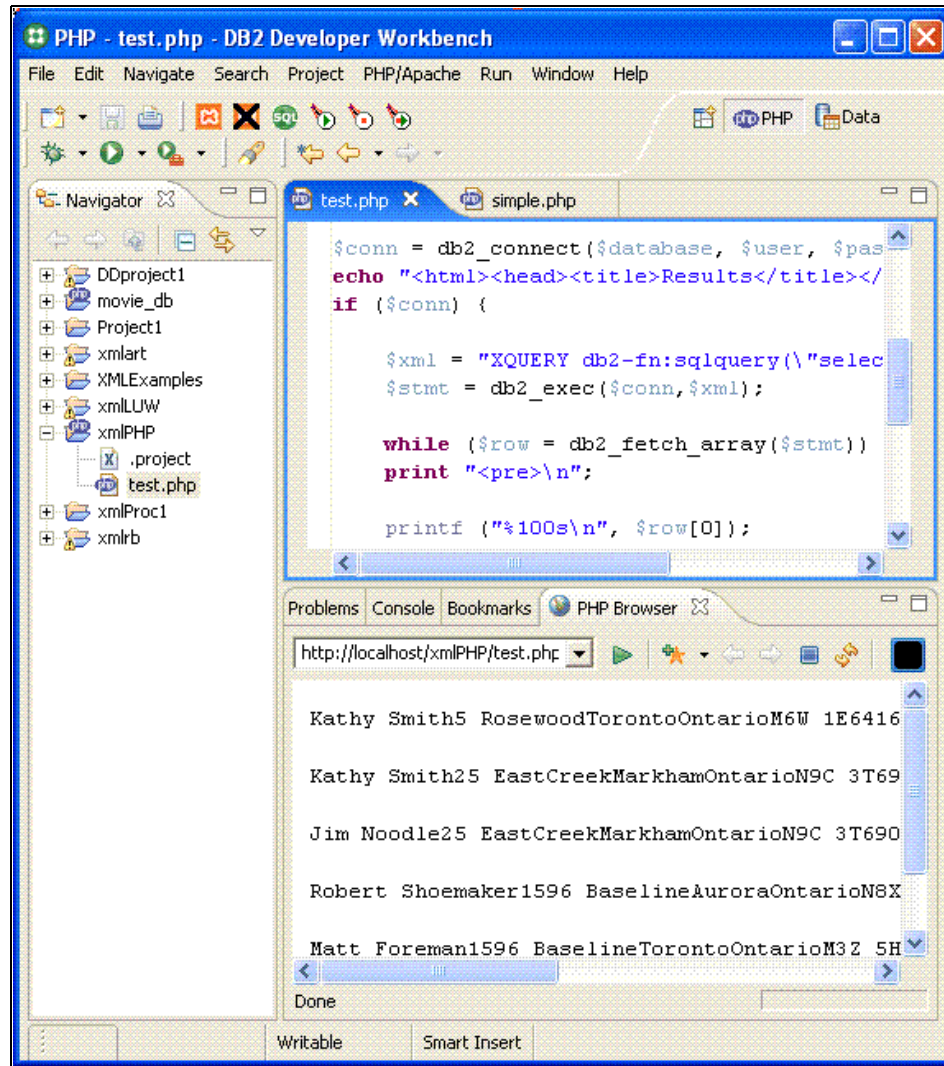 PHP - test.php - DB2 Developer Workbench
File Edit Navigate Search Project PHP/Apache Run Window Help
SQL
php PHP Data
Navigator
DDproject1
movie_db
Project1
xmlart
XMLExamples
xmlLUW
xmlPHP
.project
test.php
xmlProc1
xmlrb
test.php simple.php
$conn = db2_connect($database, $user, $pas
echo "<html><head><title>Results</title></
if ($conn) {
$xml = "XQUERY db2-fn:sqlquery(\"selec
$stmt = db2_exec($conn,$xml);
while ($row = db2_fetch_array($stmt))
print "<pre>\n";
printf ("%100s\n", $row[0]);
Problems Console Bookmarks PHP Browser
http://localhost/xmlPHP/test.php
Kathy Smith5 RosewoodTorontoOntarioM6W 1E6416
Kathy Smith25 EastCreekMarkhamOntarioN9C 3T69
Jim Noodle25 EastCreekMarkhamOntarioN9C 3T690
Robert Shoemaker1596 BaselineAuroraOntarioN8X
Matt Foreman1596 BaselineTorontoOntarioM3Z 5H
Done
Writable Smart Insert